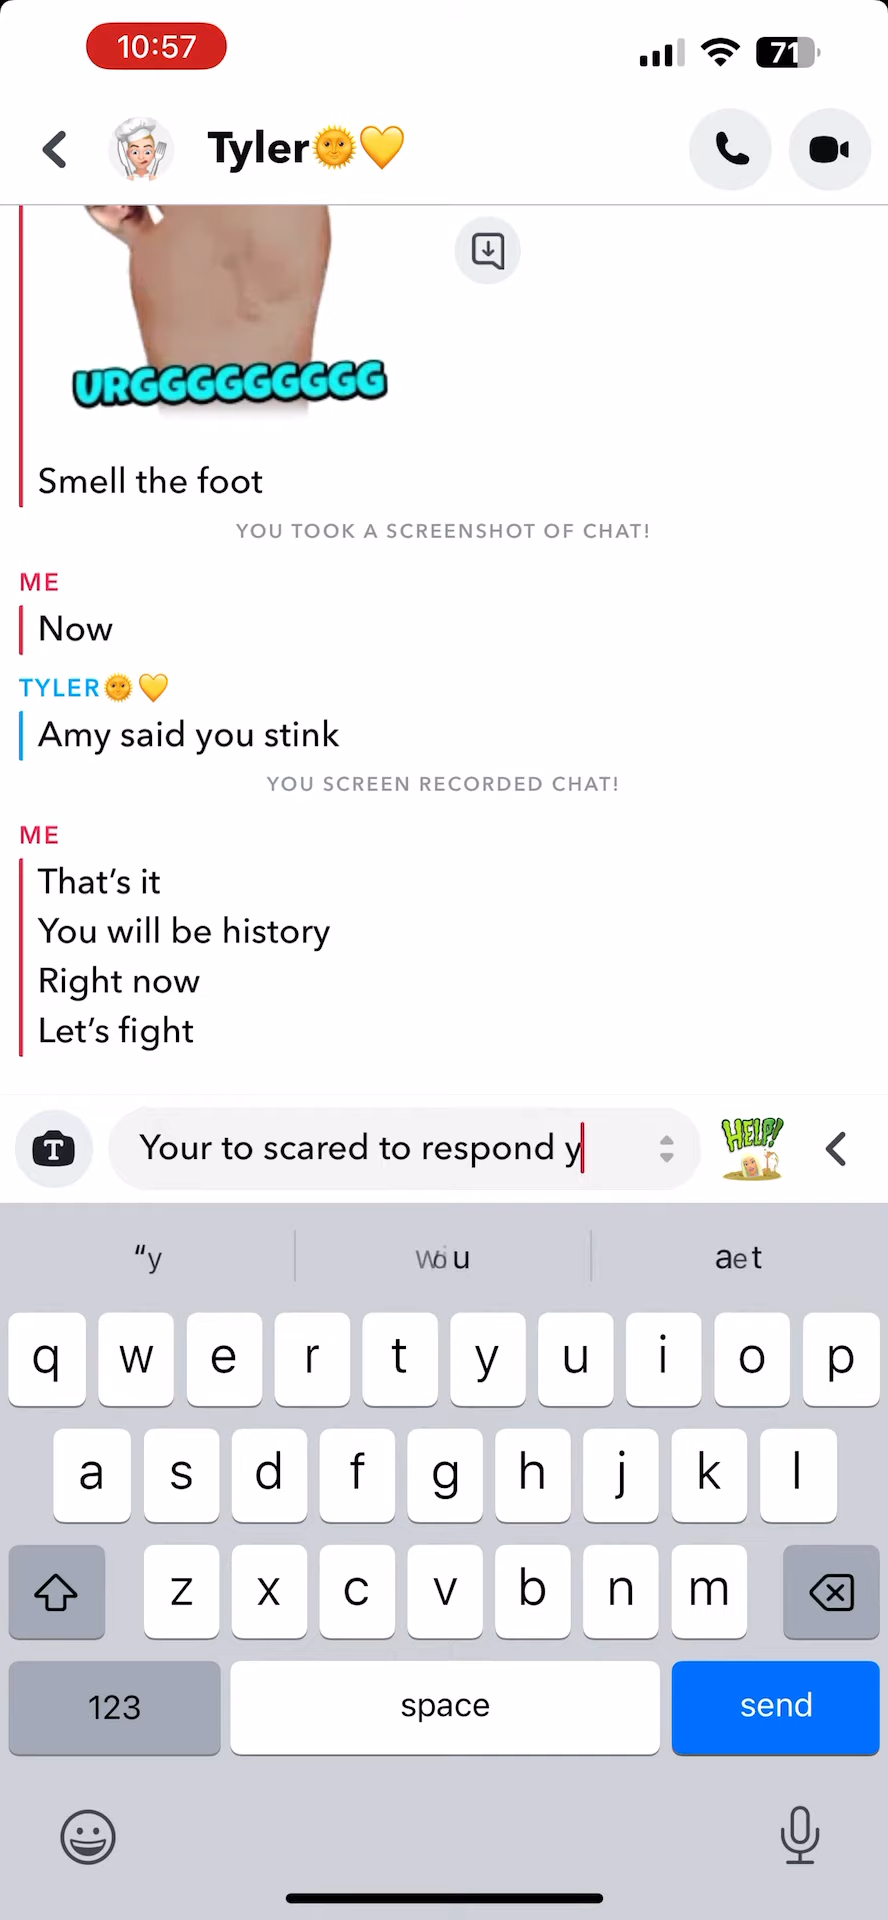 10:57
71
Tyler🌞💛
URGGGGGGGGG
Smell the foot
YOU TOOK A SCREENSHOT OF CHAT!
ME
Now
TYLER🌞💛
Amy said you stink
YOU SCREEN RECORDED CHAT!
ME
That's it
You will be history
Right now
Let's fight
T
Your to scared to respond y
HELP!
“y
q w e r t y u i o p
a s d f g h j k l
z x c v b n m
123 space send